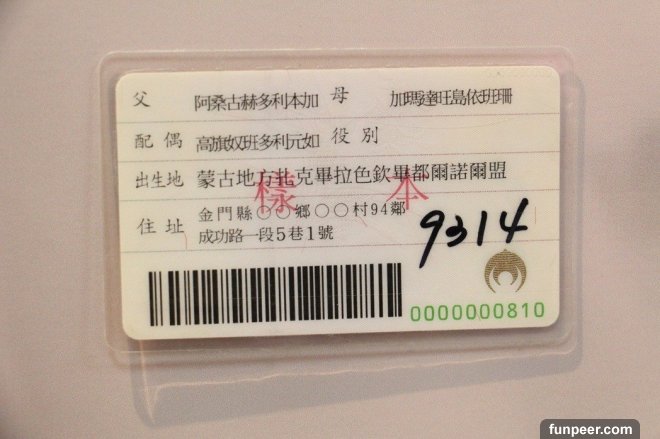 父 阿桑古赫多利本加 母 加瑪達旺島依班珊
配偶 高旗奴班多利元如 役別
出生地 蒙古地方扎克畢拉色欽畢都爾諾爾盟
樣本
住址 金門縣○○鄉○○村94鄰
成功路一段5巷1號
9314
0000000810
funpeer.com